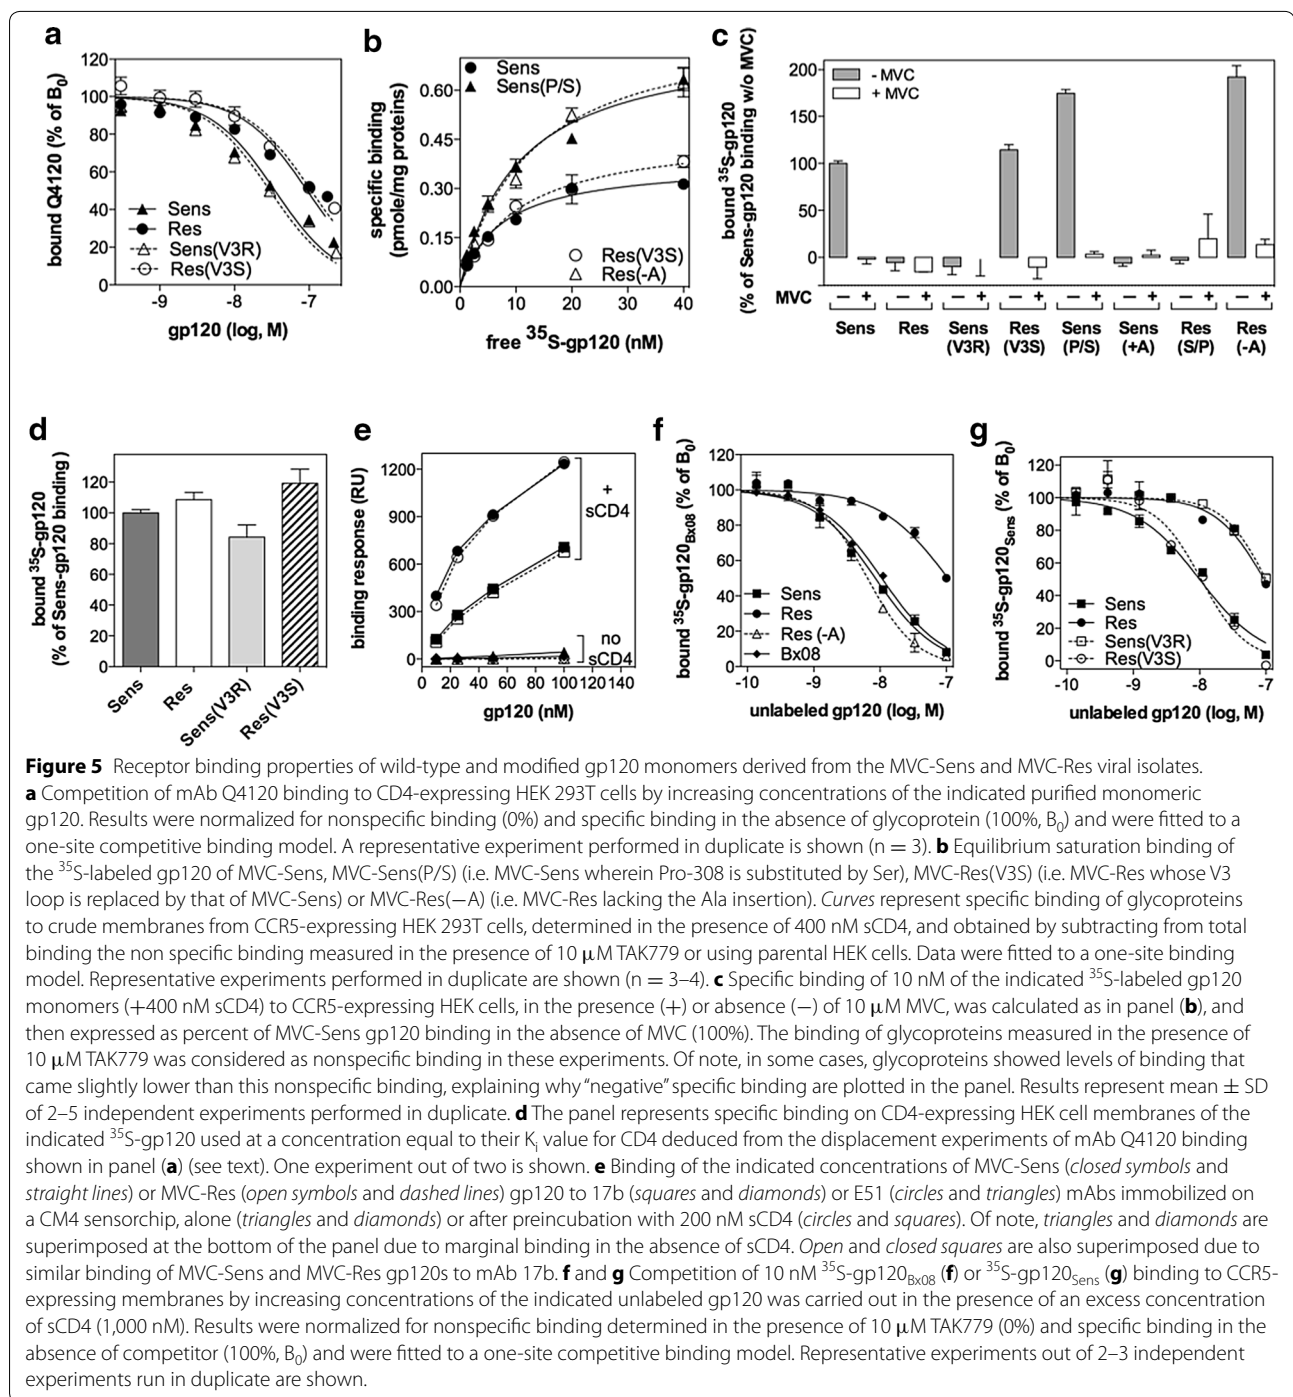 a
bound Q4120 (% of B0)
120
100
80
60
40
20
0
Sens
Res
Sens(V3R)
Res(V3S)
-9 -8 -7
gp120 (log, M)
b
specific binding
(pmole/mg proteins)
0.60
0.45
0.30
0.15
0.00
Sens
Sens(P/S)
Res(V3S)
Res(-A)
0 10 20 30 40
free 35S-gp120 (nM)
c
bound 35S-gp120
(% of Sens-gp120 binding w/o MVC)
200
150
100
50
0
- MVC
+ MVC
MVC − + − + − + − + − + − + − + − +
Sens Res Sens (V3R) Res (V3S) Sens (P/S) Sens (+A) Res (S/P) Res (-A)
d
bound 35S-gp120
(% of Sens-gp120 binding)
120
100
80
60
40
20
0
Sens Res Sens(V3R) Res(V3S)
e
binding response (RU)
1200
900
600
300
0
+
sCD4
no
sCD4
0 20 40 60 80 100 120 140
gp120 (nM)
f
bound 35S-gp120Bx08 (% of B0)
120
100
80
60
40
20
0
Sens
Res
Res (-A)
Bx08
-10 -9 -8 -7
unlabeled gp120 (log, M)
g
bound 35S-gp120Sens (% of B0)
120
100
80
60
40
20
0
Sens
Res
Sens(V3R)
Res(V3S)
-10 -9 -8 -7
unlabeled gp120 (log, M)
Figure 5 Receptor binding properties of wild-type and modified gp120 monomers derived from the MVC-Sens and MVC-Res viral isolates.
a Competition of mAb Q4120 binding to CD4-expressing HEK 293T cells by increasing concentrations of the indicated purified monomeric
gp120. Results were normalized for nonspecific binding (0%) and specific binding in the absence of glycoprotein (100%, B0) and were fitted to a
one-site competitive binding model. A representative experiment performed in duplicate is shown (n = 3). b Equilibrium saturation binding of
the 35S-labeled gp120 of MVC-Sens, MVC-Sens(P/S) (i.e. MVC-Sens wherein Pro-308 is substituted by Ser), MVC-Res(V3S) (i.e. MVC-Res whose V3
loop is replaced by that of MVC-Sens) or MVC-Res(−A) (i.e. MVC-Res lacking the Ala insertion). Curves represent specific binding of glycoproteins
to crude membranes from CCR5-expressing HEK 293T cells, determined in the presence of 400 nM sCD4, and obtained by subtracting from total
binding the non specific binding measured in the presence of 10 μM TAK779 or using parental HEK cells. Data were fitted to a one-site binding
model. Representative experiments performed in duplicate are shown (n = 3–4). c Specific binding of 10 nM of the indicated 35S-labeled gp120
monomers (+400 nM sCD4) to CCR5-expressing HEK cells, in the presence (+) or absence (−) of 10 μM MVC, was calculated as in panel (b), and
then expressed as percent of MVC-Sens gp120 binding in the absence of MVC (100%). The binding of glycoproteins measured in the presence of
10 μM TAK779 was considered as nonspecific binding in these experiments. Of note, in some cases, glycoproteins showed levels of binding that
came slightly lower than this nonspecific binding, explaining why “negative” specific binding are plotted in the panel. Results represent mean ± SD
of 2–5 independent experiments performed in duplicate. d The panel represents specific binding on CD4-expressing HEK cell membranes of the
indicated 35S-gp120 used at a concentration equal to their Ki value for CD4 deduced from the displacement experiments of mAb Q4120 binding
shown in panel (a) (see text). One experiment out of two is shown. e Binding of the indicated concentrations of MVC-Sens (closed symbols and
straight lines) or MVC-Res (open symbols and dashed lines) gp120 to 17b (squares and diamonds) or E51 (circles and triangles) mAbs immobilized on
a CM4 sensorchip, alone (triangles and diamonds) or after preincubation with 200 nM sCD4 (circles and squares). Of note, triangles and diamonds are
superimposed at the bottom of the panel due to marginal binding in the absence of sCD4. Open and closed squares are also superimposed due to
similar binding of MVC-Sens and MVC-Res gp120s to mAb 17b. f and g Competition of 10 nM 35S-gp120Bx08 (f) or 35S-gp120Sens (g) binding to CCR5-
expressing membranes by increasing concentrations of the indicated unlabeled gp120 was carried out in the presence of an excess concentration
of sCD4 (1,000 nM). Results were normalized for nonspecific binding determined in the presence of 10 μM TAK779 (0%) and specific binding in the
absence of competitor (100%, B0) and were fitted to a one-site competitive binding model. Representative experiments out of 2–3 independent
experiments run in duplicate are shown.